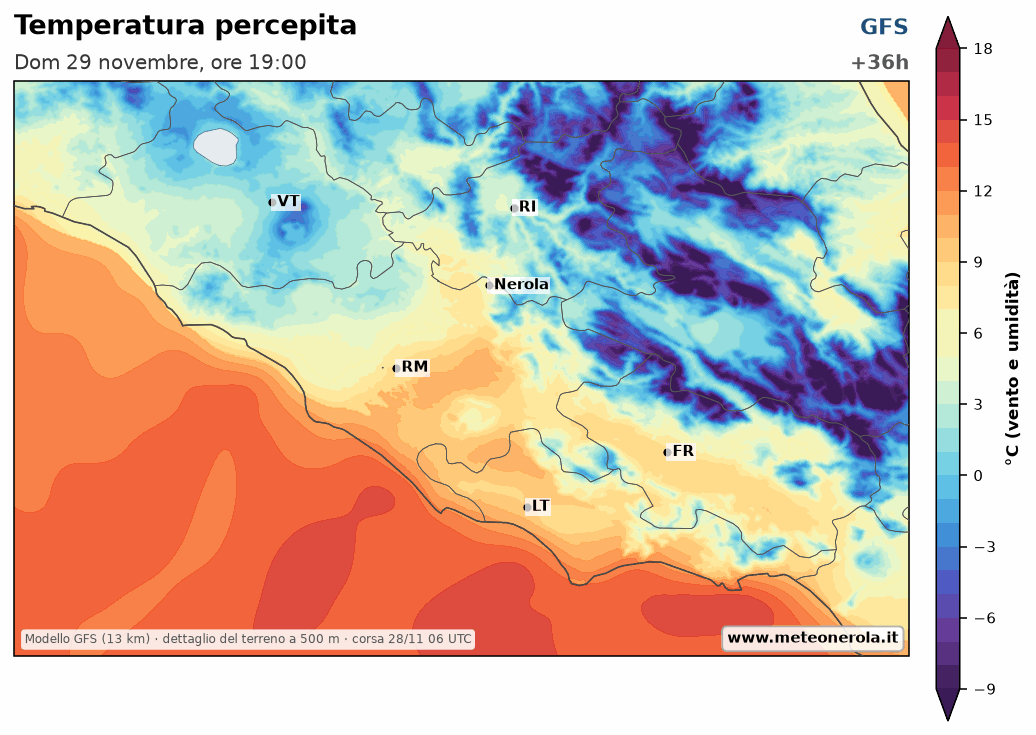 Temperatura percepita
GFS
Dom 29 novembre, ore 19:00
+36h
VT
RI
Nerola
RM
FR
LT
Modello GFS (13 km) · dettaglio del terreno a 500 m · corsa 28/11 06 UTC
www.meteonerola.it
18
15
12
9
6
3
0
−3
−6
−9
°C (vento e umidità)